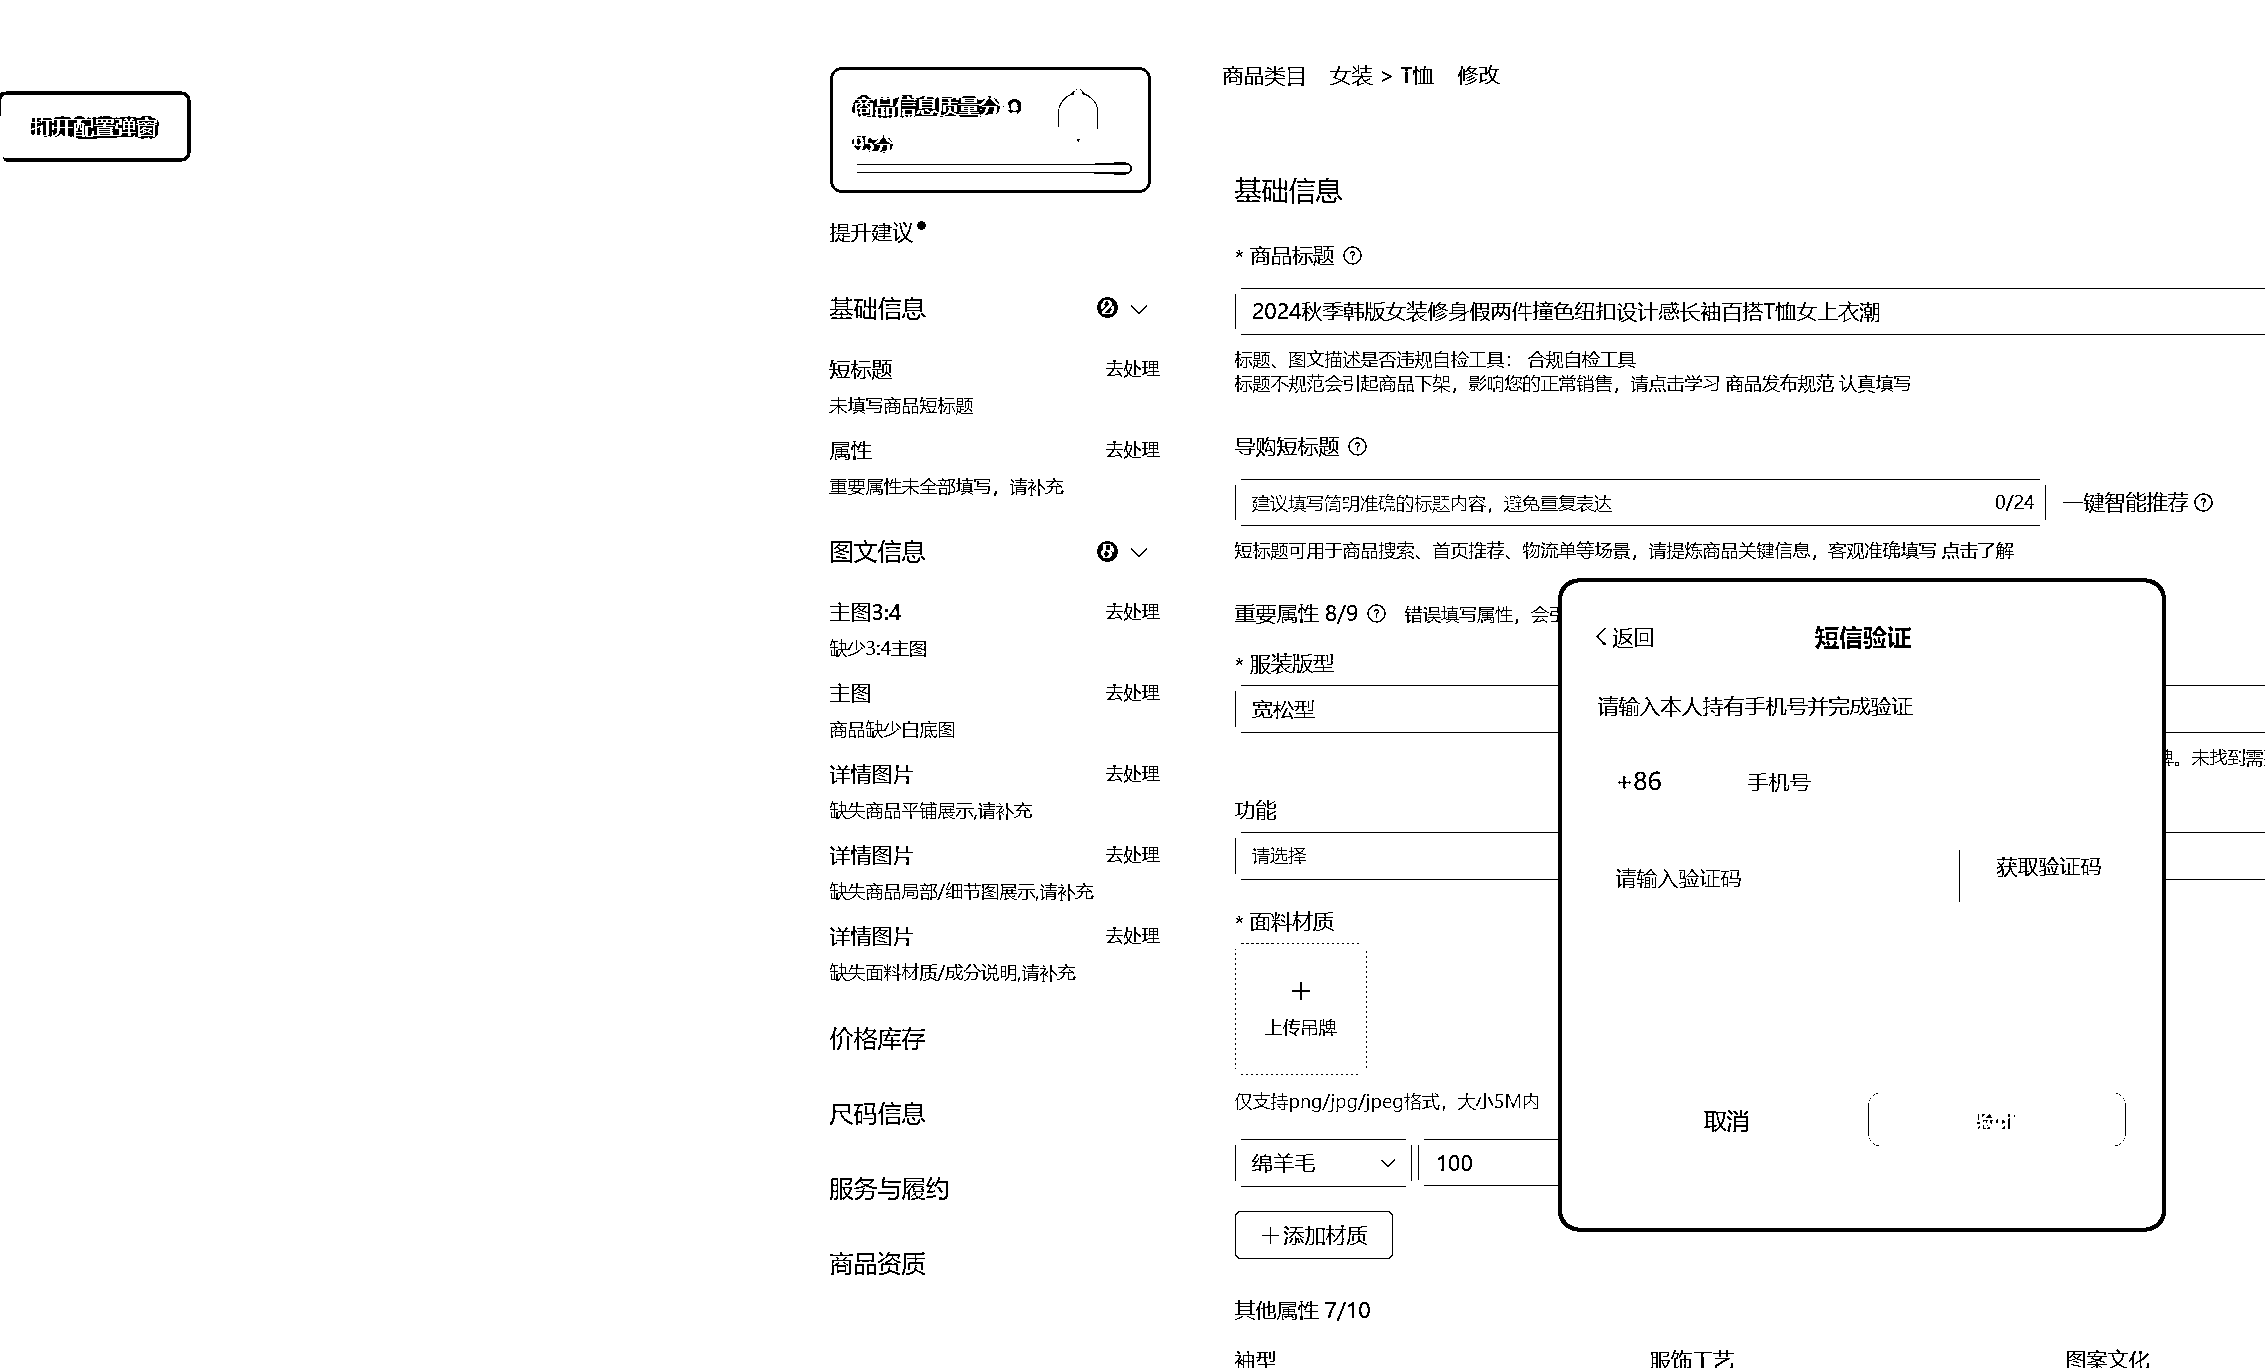 打开配置弹窗
商品信息质量分
95分
提升建议
基础信息 2
短标题 去处理
未填写商品短标题
属性 去处理
重要属性未全部填写，请补充
图文信息
主图3:4 去处理
缺少3:4主图
主图 去处理
商品缺少白底图
详情图片 去处理
缺失商品平铺展示,请补充
详情图片 去处理
缺失商品局部/细节图展示,请补充
详情图片 去处理
缺失面料材质/成分说明,请补充
价格库存
尺码信息
服务与履约
商品资质
商品类目 女装 > T恤 修改
基础信息
* 商品标题
2024秋季韩版女装修身假两件撞色纽扣设计感长袖百搭T恤女上衣潮
标题、图文描述是否违规自检工具： 合规自检工具
标题不规范会引起商品下架，影响您的正常销售，请点击学习 商品发布规范 认真填写
导购短标题
建议填写简明准确的标题内容，避免重复表达 0/24 一键智能推荐
短标题可用于商品搜索、首页推荐、物流单等场景，请提炼商品关键信息，客观准确填写 点击了解
重要属性 8/9 错误填写属性，会引
* 服装版型
宽松型
牌。未找到需
功能
请选择
* 面料材质
上传吊牌
仅支持png/jpg/jpeg格式，大小5M内
绵羊毛 100
添加材质
其他属性 7/10
袖型 服饰工艺 图案文化
返回 短信验证
请输入本人持有手机号并完成验证
+86 手机号
请输入验证码 获取验证码
取消